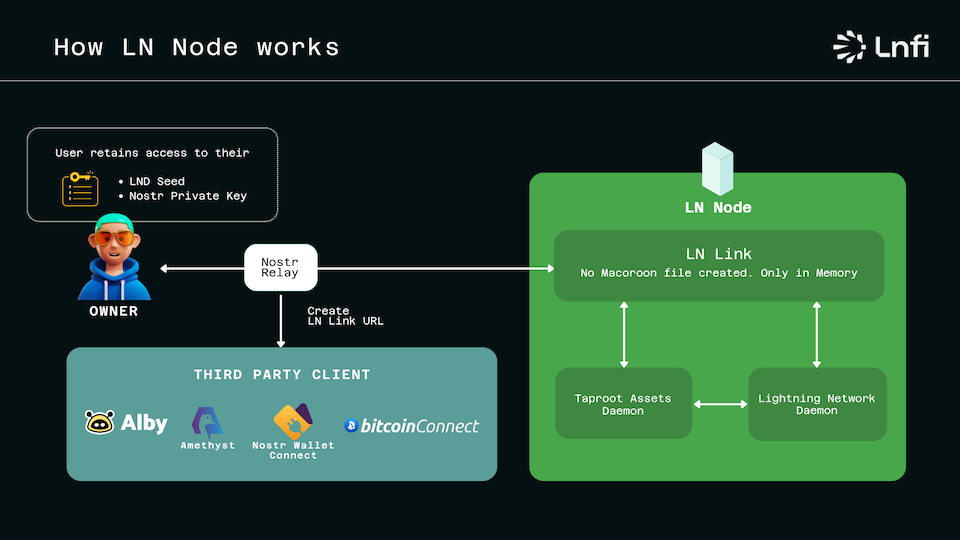 How LN Node works
Lnfi
User retains access to their
• LND Seed
• Nostr Private Key
OWNER
Nostr
Relay
Create
LN Link URL
THIRD PARTY CLIENT
Alby
Amethyst
Nostr Wallet
Connect
bitcoinConnect
LN Node
LN Link
No Macoroon file created. Only in Memory
Taproot Assets
Daemon
Lightning Network
Daemon